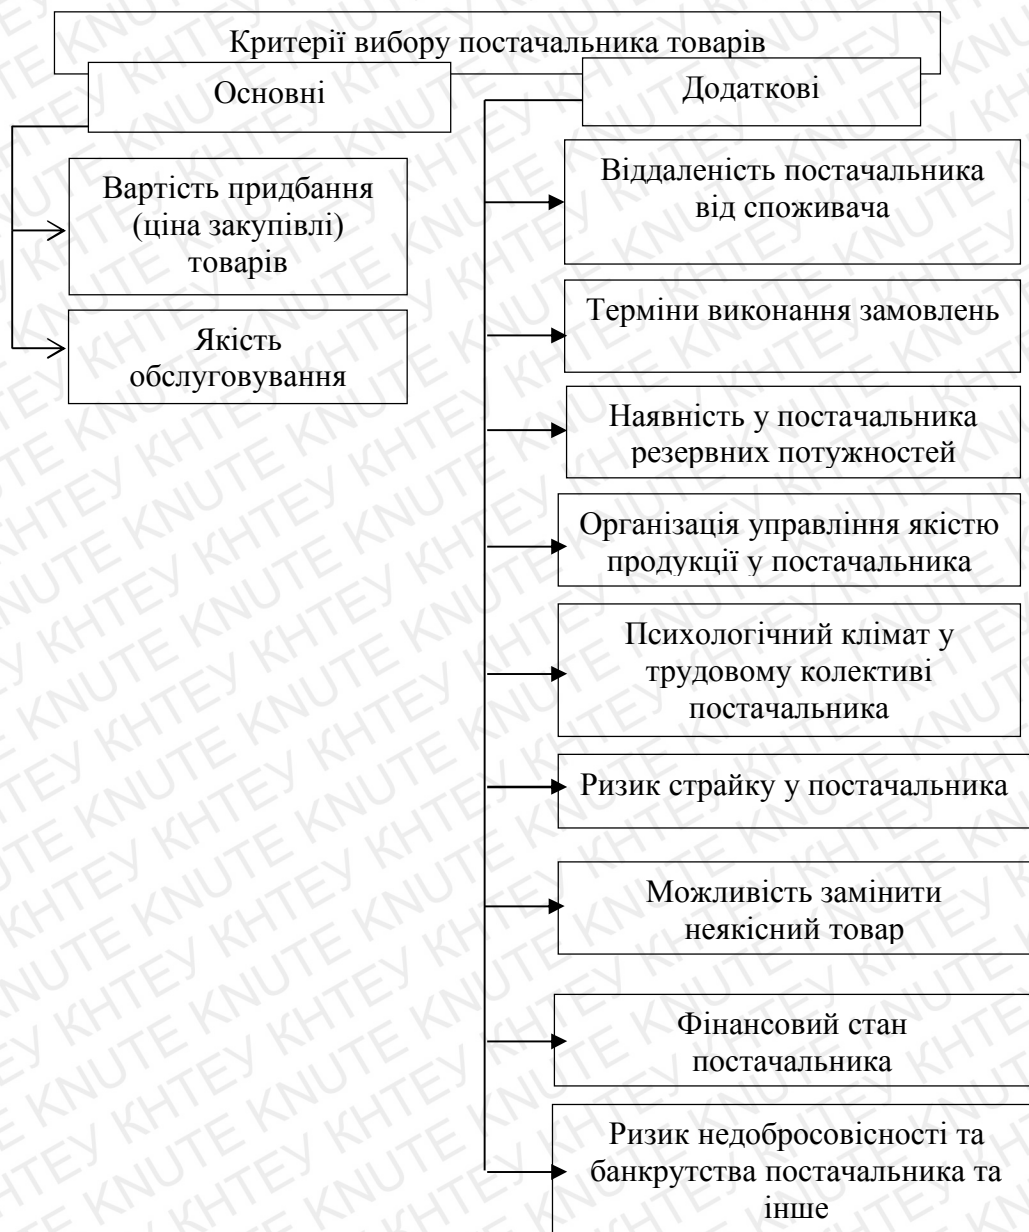 Критерії вибору постачальника товарів
Основні
Додаткові
Вартість придбання
(ціна закупівлі)
товарів
Якість
обслуговування
Віддаленість постачальника
від споживача
Терміни виконання замовлень
Наявність у постачальника
резервних потужностей
Організація управління якістю
продукції у постачальника
Психологічний клімат у
трудовому колективі
постачальника
Ризик страйку у постачальника
Можливість замінити
неякісний товар
Фінансовий стан
постачальника
Ризик недобросовісності та
банкрутства постачальника та
інше